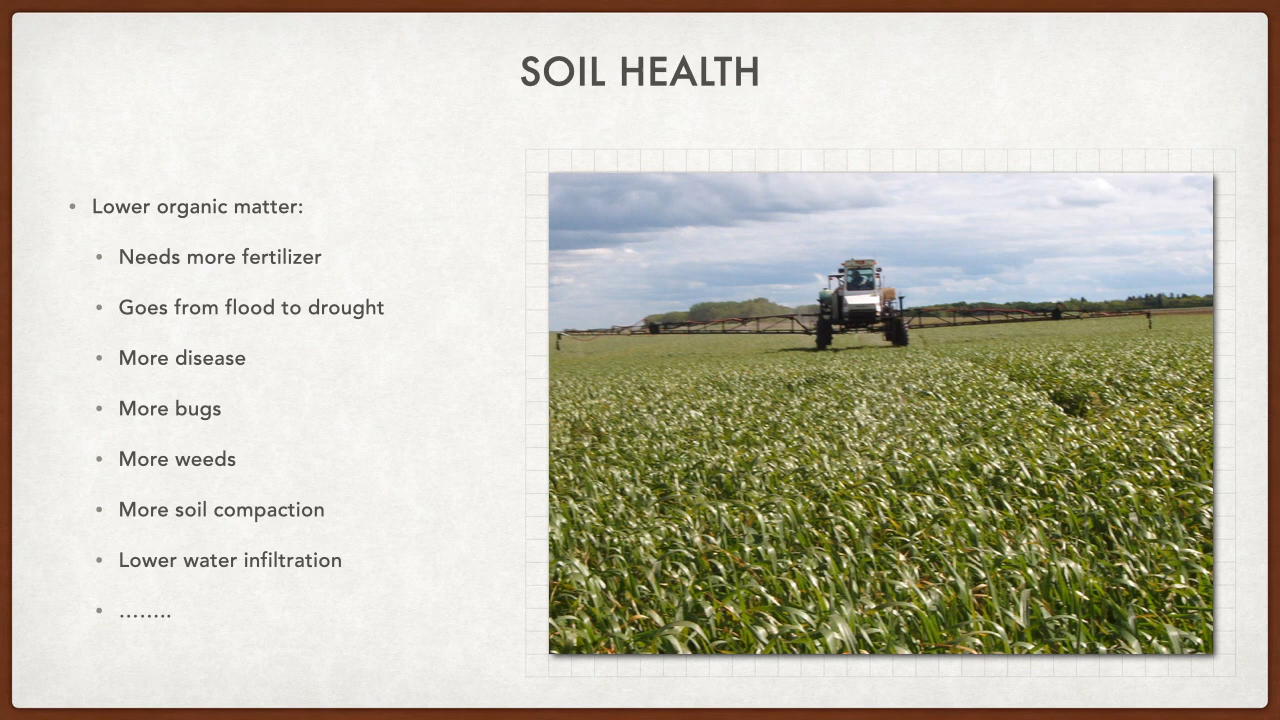 SOIL HEALTH
• Lower organic matter:
• Needs more fertilizer
• Goes from flood to drought
• More disease
• More bugs
• More weeds
• More soil compaction
• Lower water infiltration
• ........